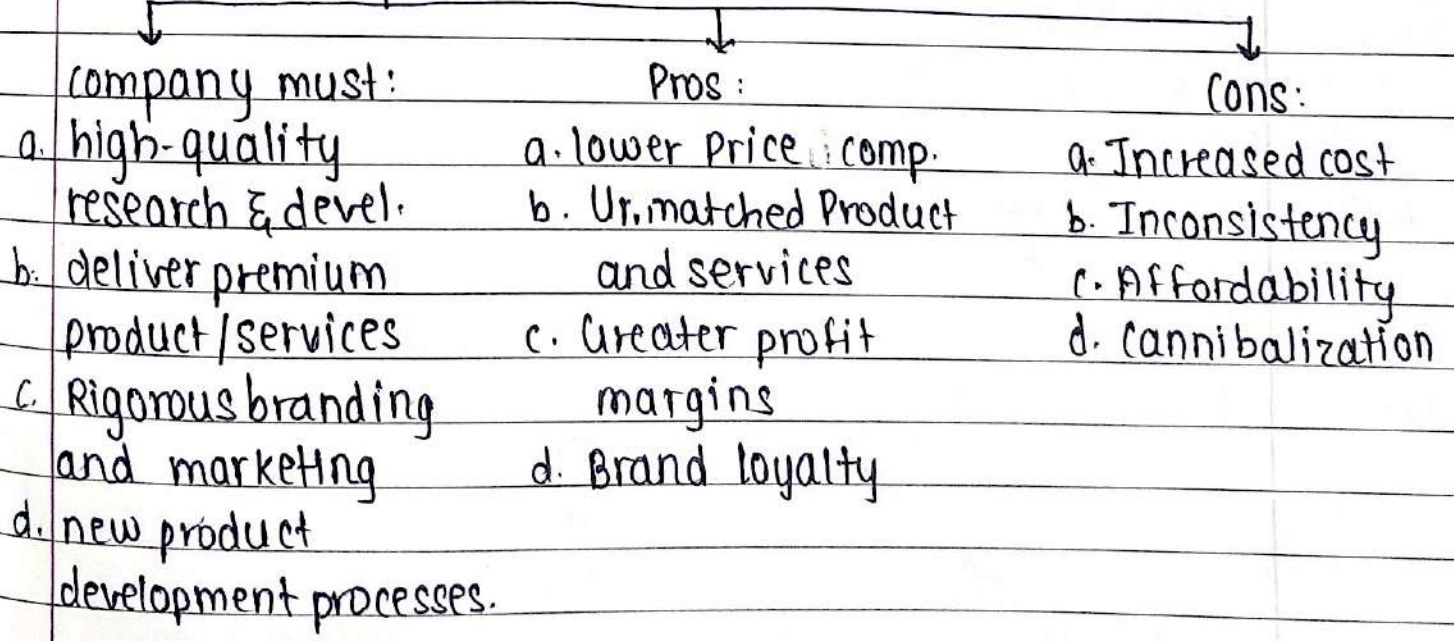 company must:
a. high-quality
research & devel.
b. deliver premium
product/services
c. Rigorous branding
and marketing
d. new product
development processes.
Pros:
a. lower price comp.
b. Unmatched Product
and services
c. Greater profit
margins
d. Brand loyalty
Cons:
a. Increased cost
b. Inconsistency
c. Affordability
d. Cannibalization